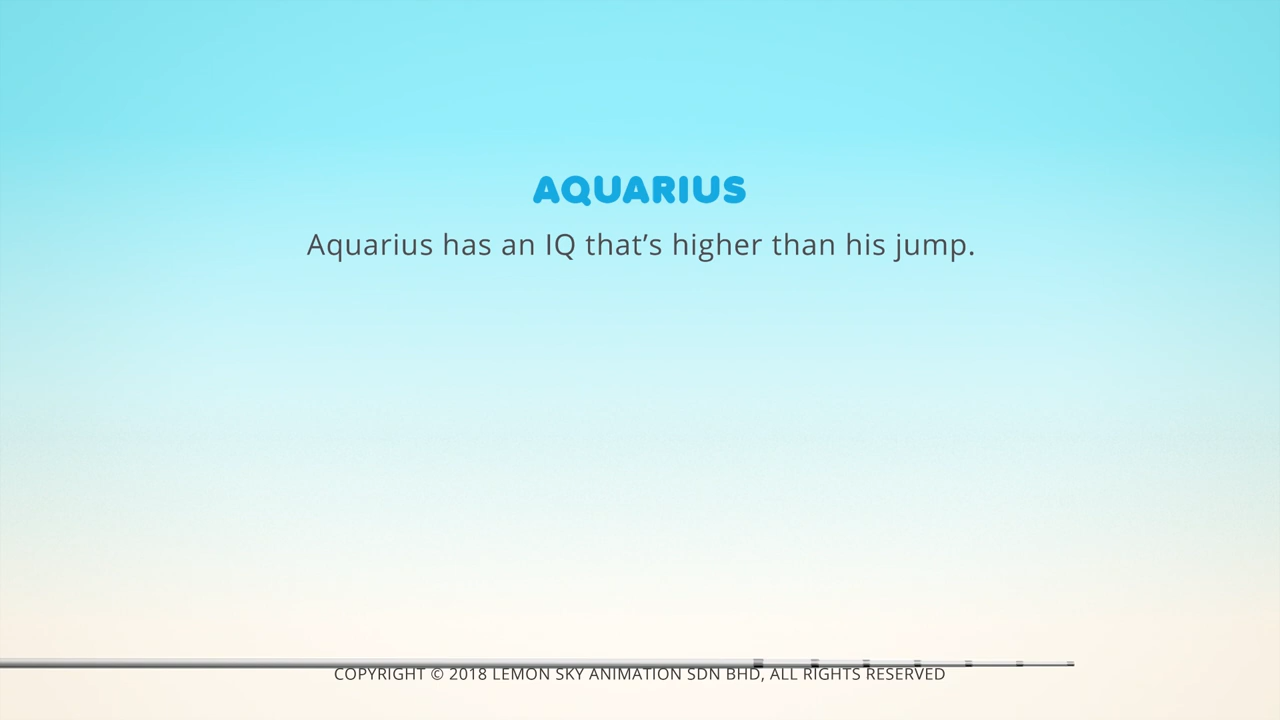 AQUARIUS
Aquarius has an IQ that’s higher than his jump.
COPYRIGHT © 2018 LEMON SKY ANIMATION SDN BHD, ALL RIGHTS RESERVED